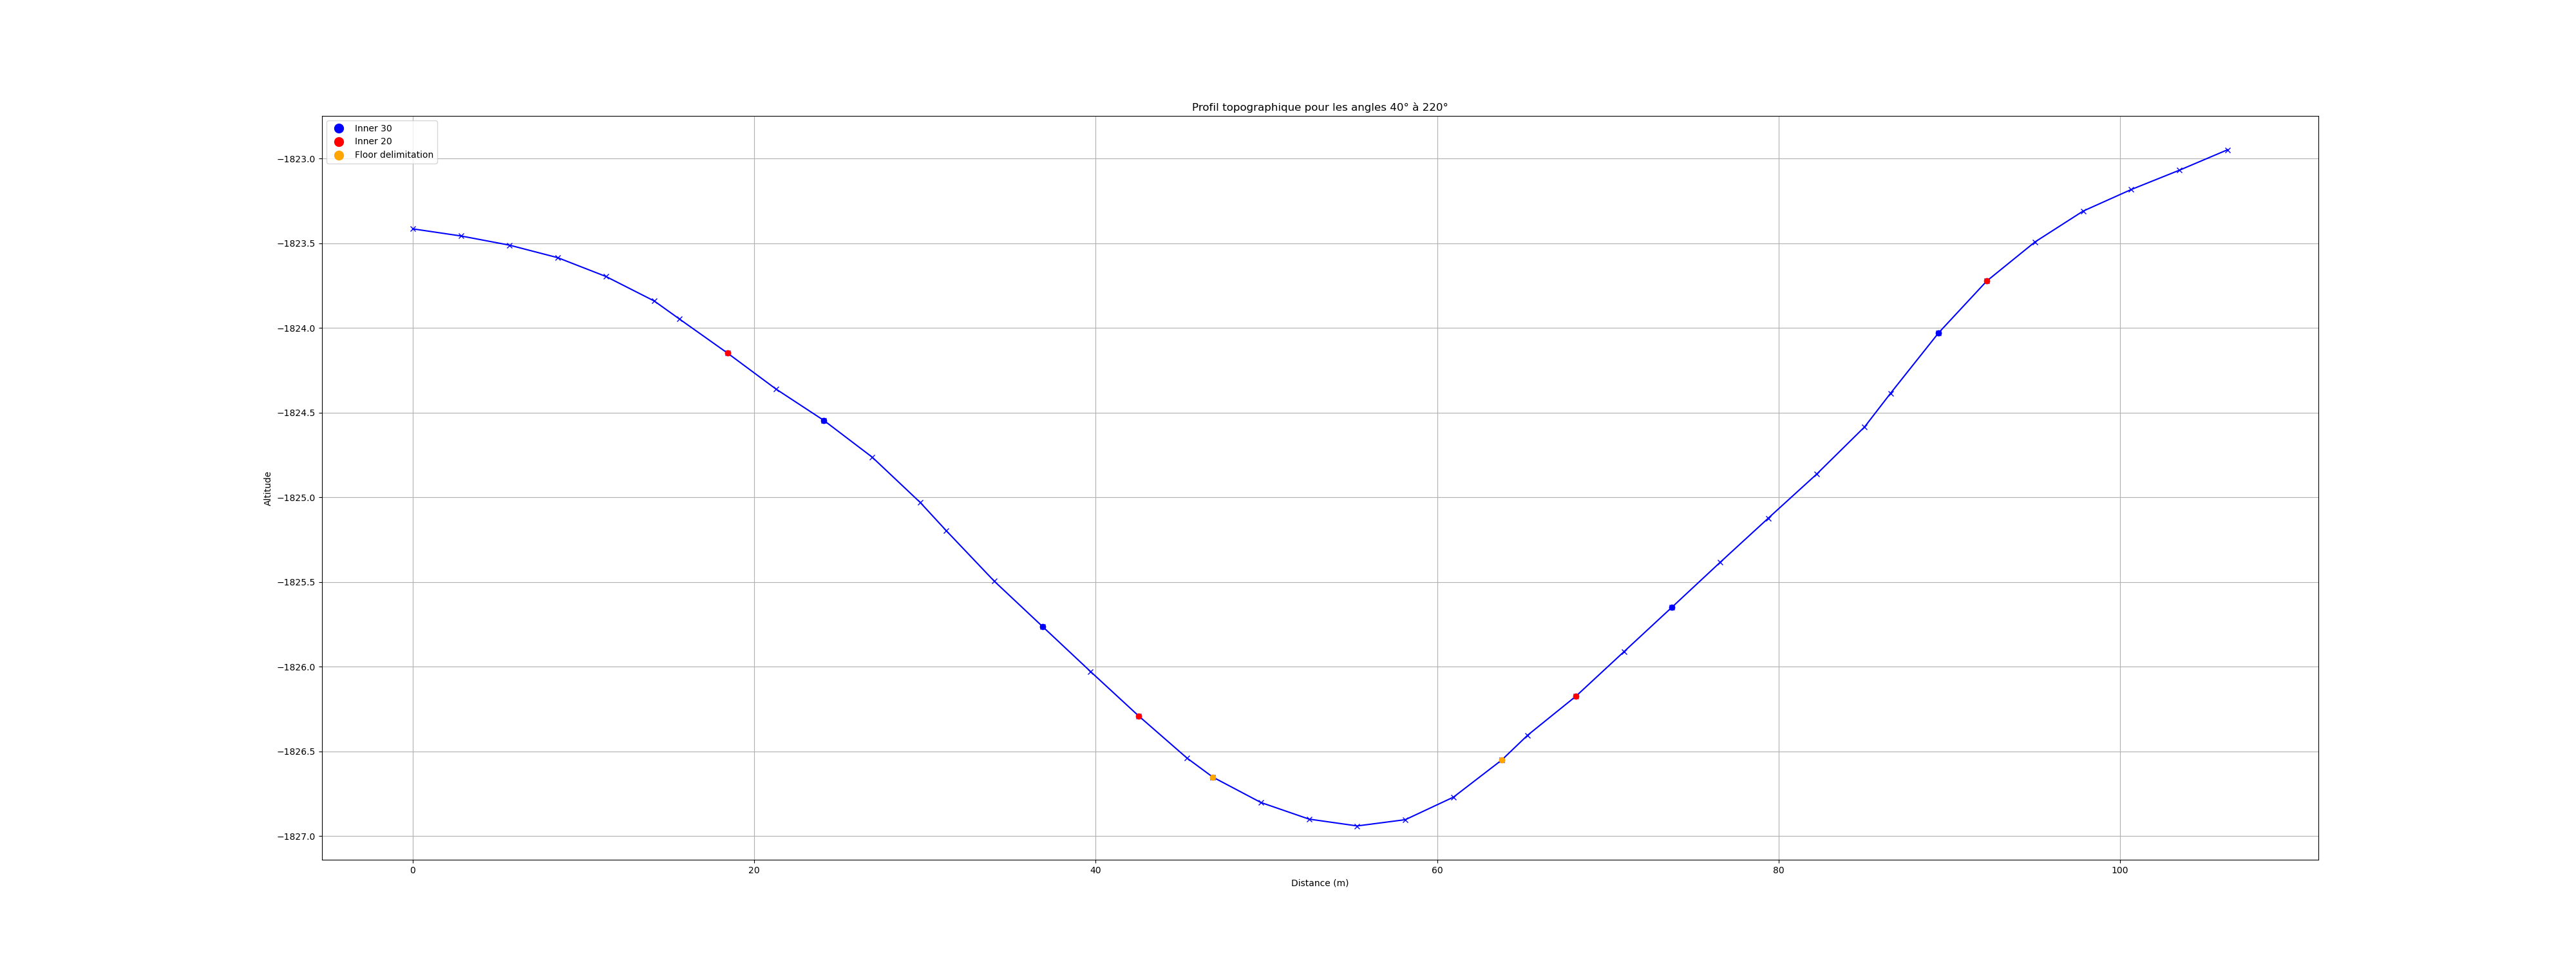 Profil topographique pour les angles 40° à 220°
Inner 30
Inner 20
Floor delimitation
−1823.0
−1823.5
−1824.0
−1824.5
−1825.0
−1825.5
−1826.0
−1826.5
−1827.0
Altitude
0 20 40 60 80 100
Distance (m)